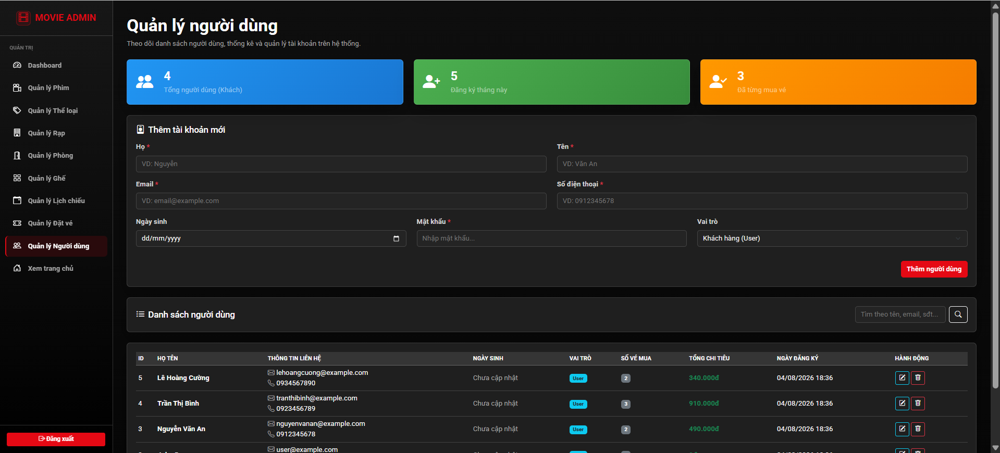 MOVIE ADMIN
QUẢN TRỊ
Dashboard
Quản lý Phim
Quản lý Thể loại
Quản lý Rạp
Quản lý Phòng
Quản lý Ghế
Quản lý Lịch chiếu
Quản lý Đặt vé
Quản lý Người dùng
Xem trang chủ
Đăng xuất
Quản lý người dùng
Theo dõi danh sách người dùng, thống kê và quản lý tài khoản trên hệ thống.
4
Tổng người dùng (Khách)
5
Đăng ký tháng này
3
Đã từng mua vé
Thêm tài khoản mới
Họ *
VD: Nguyễn
Tên *
VD: Văn An
Email *
VD: email@example.com
Số điện thoại *
VD: 0912345678
Ngày sinh
dd/mm/yyyy
Mật khẩu *
Nhập mật khẩu...
Vai trò
Khách hàng (User)
Thêm người dùng
Danh sách người dùng
Tìm theo tên, email, sđt...
ID HỌ TÊN THÔNG TIN LIÊN HỆ NGÀY SINH VAI TRÒ SỐ VÉ MUA TỔNG CHI TIÊU NGÀY ĐĂNG KÝ HÀNH ĐỘNG
5 Lê Hoàng Cường lehoangcuong@example.com Chưa cập nhật User 2 340.000đ 04/08/2026 18:36
0934567890
4 Trần Thị Bình tranthibinh@example.com Chưa cập nhật User 3 910.000đ 04/08/2026 18:36
0923456789
3 Nguyễn Văn An nguyenvanan@example.com Chưa cập nhật User 2 490.000đ 04/08/2026 18:36
0912345678
user@example.com